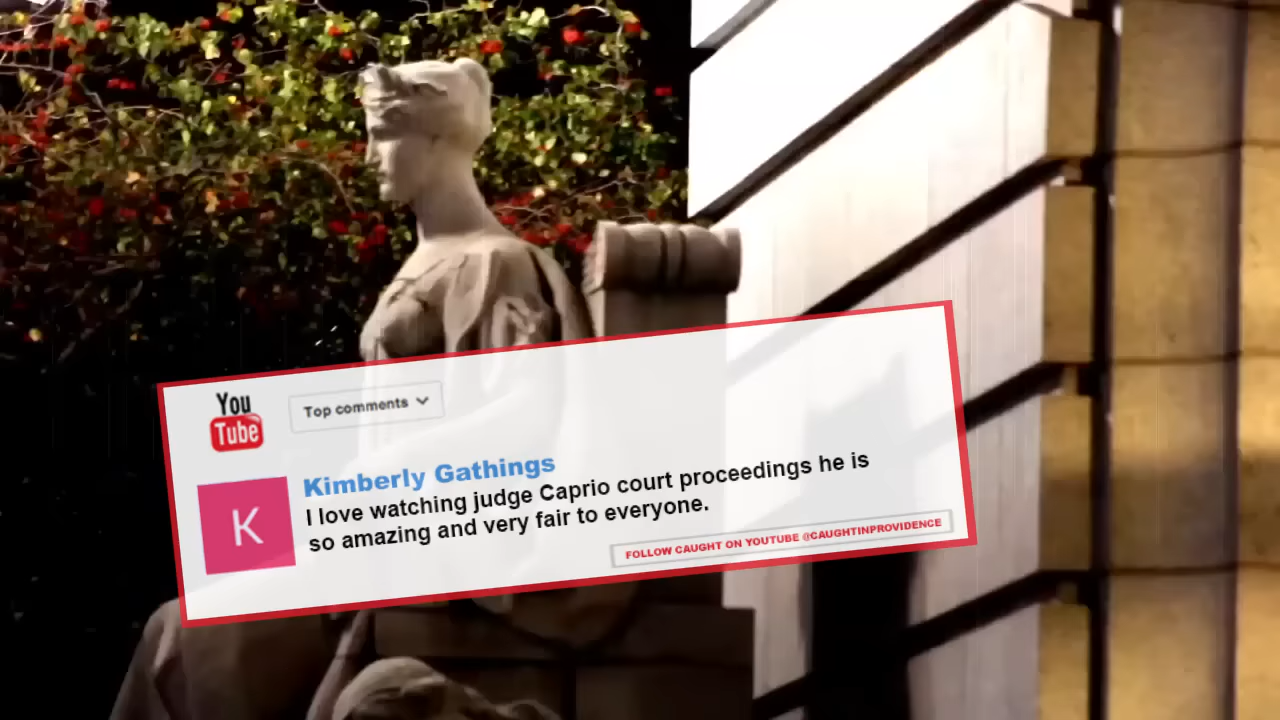 You
Tube
Top comments
K
Kimberly Gathings
I love watching judge Caprio court proceedings he is
so amazing and very fair to everyone.
FOLLOW CAUGHT ON YOUTUBE @CAUGHTINPROVIDENCE